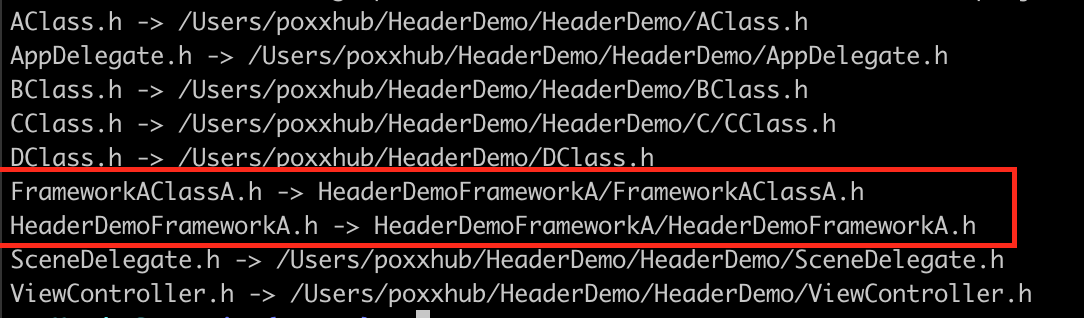 AClass.h -> /Users/poxxhub/HeaderDemo/HeaderDemo/AClass.h
AppDelegate.h -> /Users/poxxhub/HeaderDemo/HeaderDemo/AppDelegate.h
BClass.h -> /Users/poxxhub/HeaderDemo/HeaderDemo/BClass.h
CClass.h -> /Users/poxxhub/HeaderDemo/HeaderDemo/C/CClass.h
DClass.h -> /Users/poxxhub/HeaderDemo/DClass.h
FrameworkAClassA.h -> HeaderDemoFrameworkA/FrameworkAClassA.h
HeaderDemoFrameworkA.h -> HeaderDemoFrameworkA/HeaderDemoFrameworkA.h
SceneDelegate.h -> /Users/poxxhub/HeaderDemo/HeaderDemo/SceneDelegate.h
ViewController.h -> /Users/poxxhub/HeaderDemo/HeaderDemo/ViewController.h